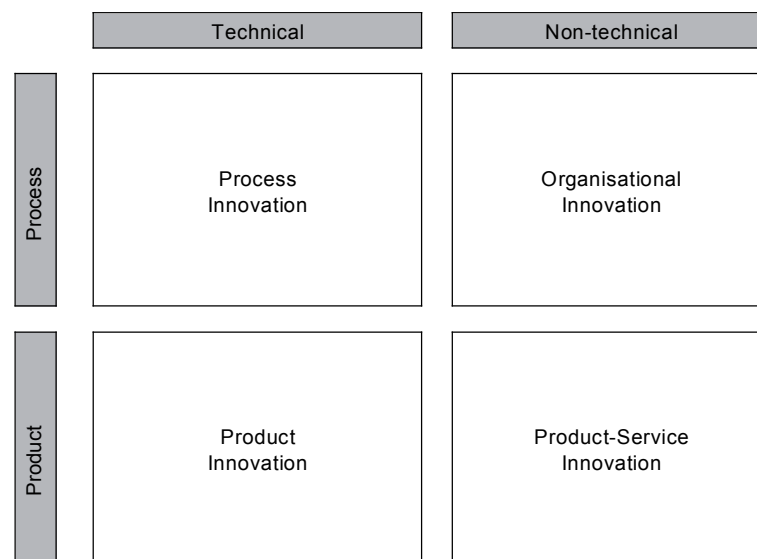 Technical
Non-technical
Process
Process
Innovation
Organisational
Innovation
Product
Product
Innovation
Product-Service
Innovation